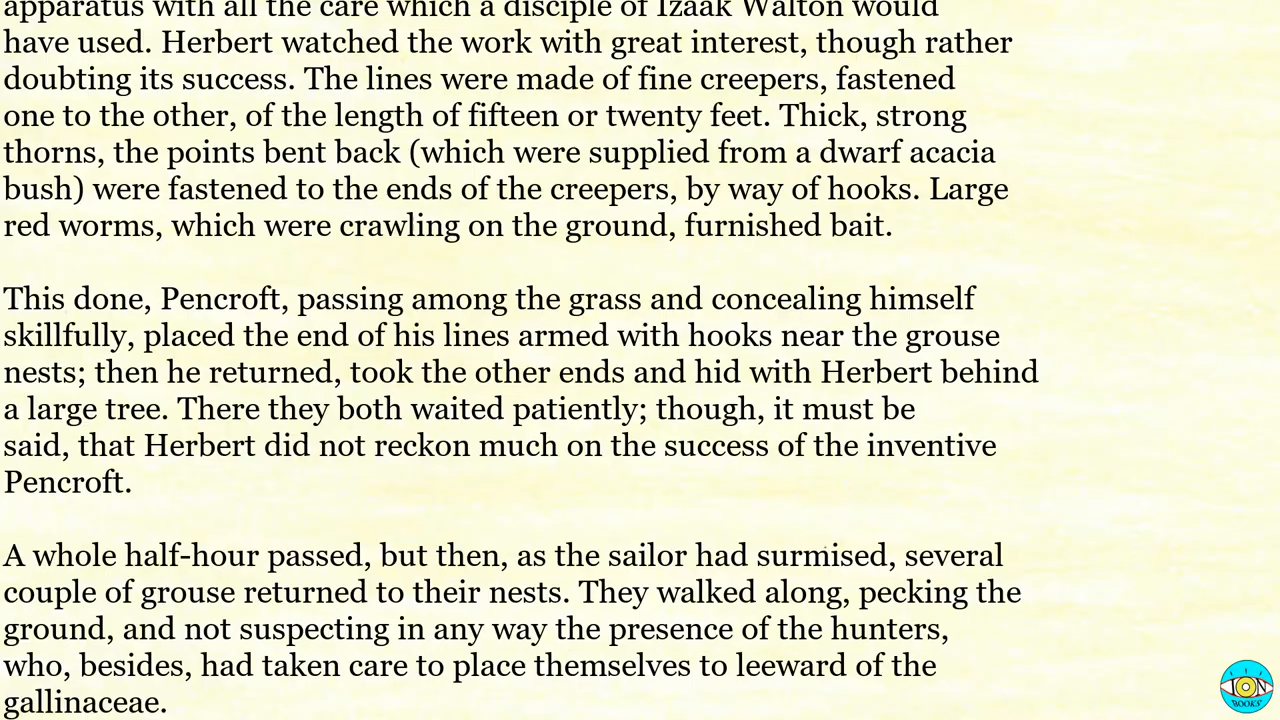 apparatus with all the care which a disciple of Izaak Walton would
have used. Herbert watched the work with great interest, though rather
doubting its success. The lines were made of fine creepers, fastened
one to the other, of the length of fifteen or twenty feet. Thick, strong
thorns, the points bent back (which were supplied from a dwarf acacia
bush) were fastened to the ends of the creepers, by way of hooks. Large
red worms, which were crawling on the ground, furnished bait.
This done, Pencroft, passing among the grass and concealing himself
skillfully, placed the end of his lines armed with hooks near the grouse
nests; then he returned, took the other ends and hid with Herbert behind
a large tree. There they both waited patiently; though, it must be
said, that Herbert did not reckon much on the success of the inventive
Pencroft.
A whole half-hour passed, but then, as the sailor had surmised, several
couple of grouse returned to their nests. They walked along, pecking the
ground, and not suspecting in any way the presence of the hunters,
who, besides, had taken care to place themselves to leeward of the
gallinaceae.
ION
BOOKS